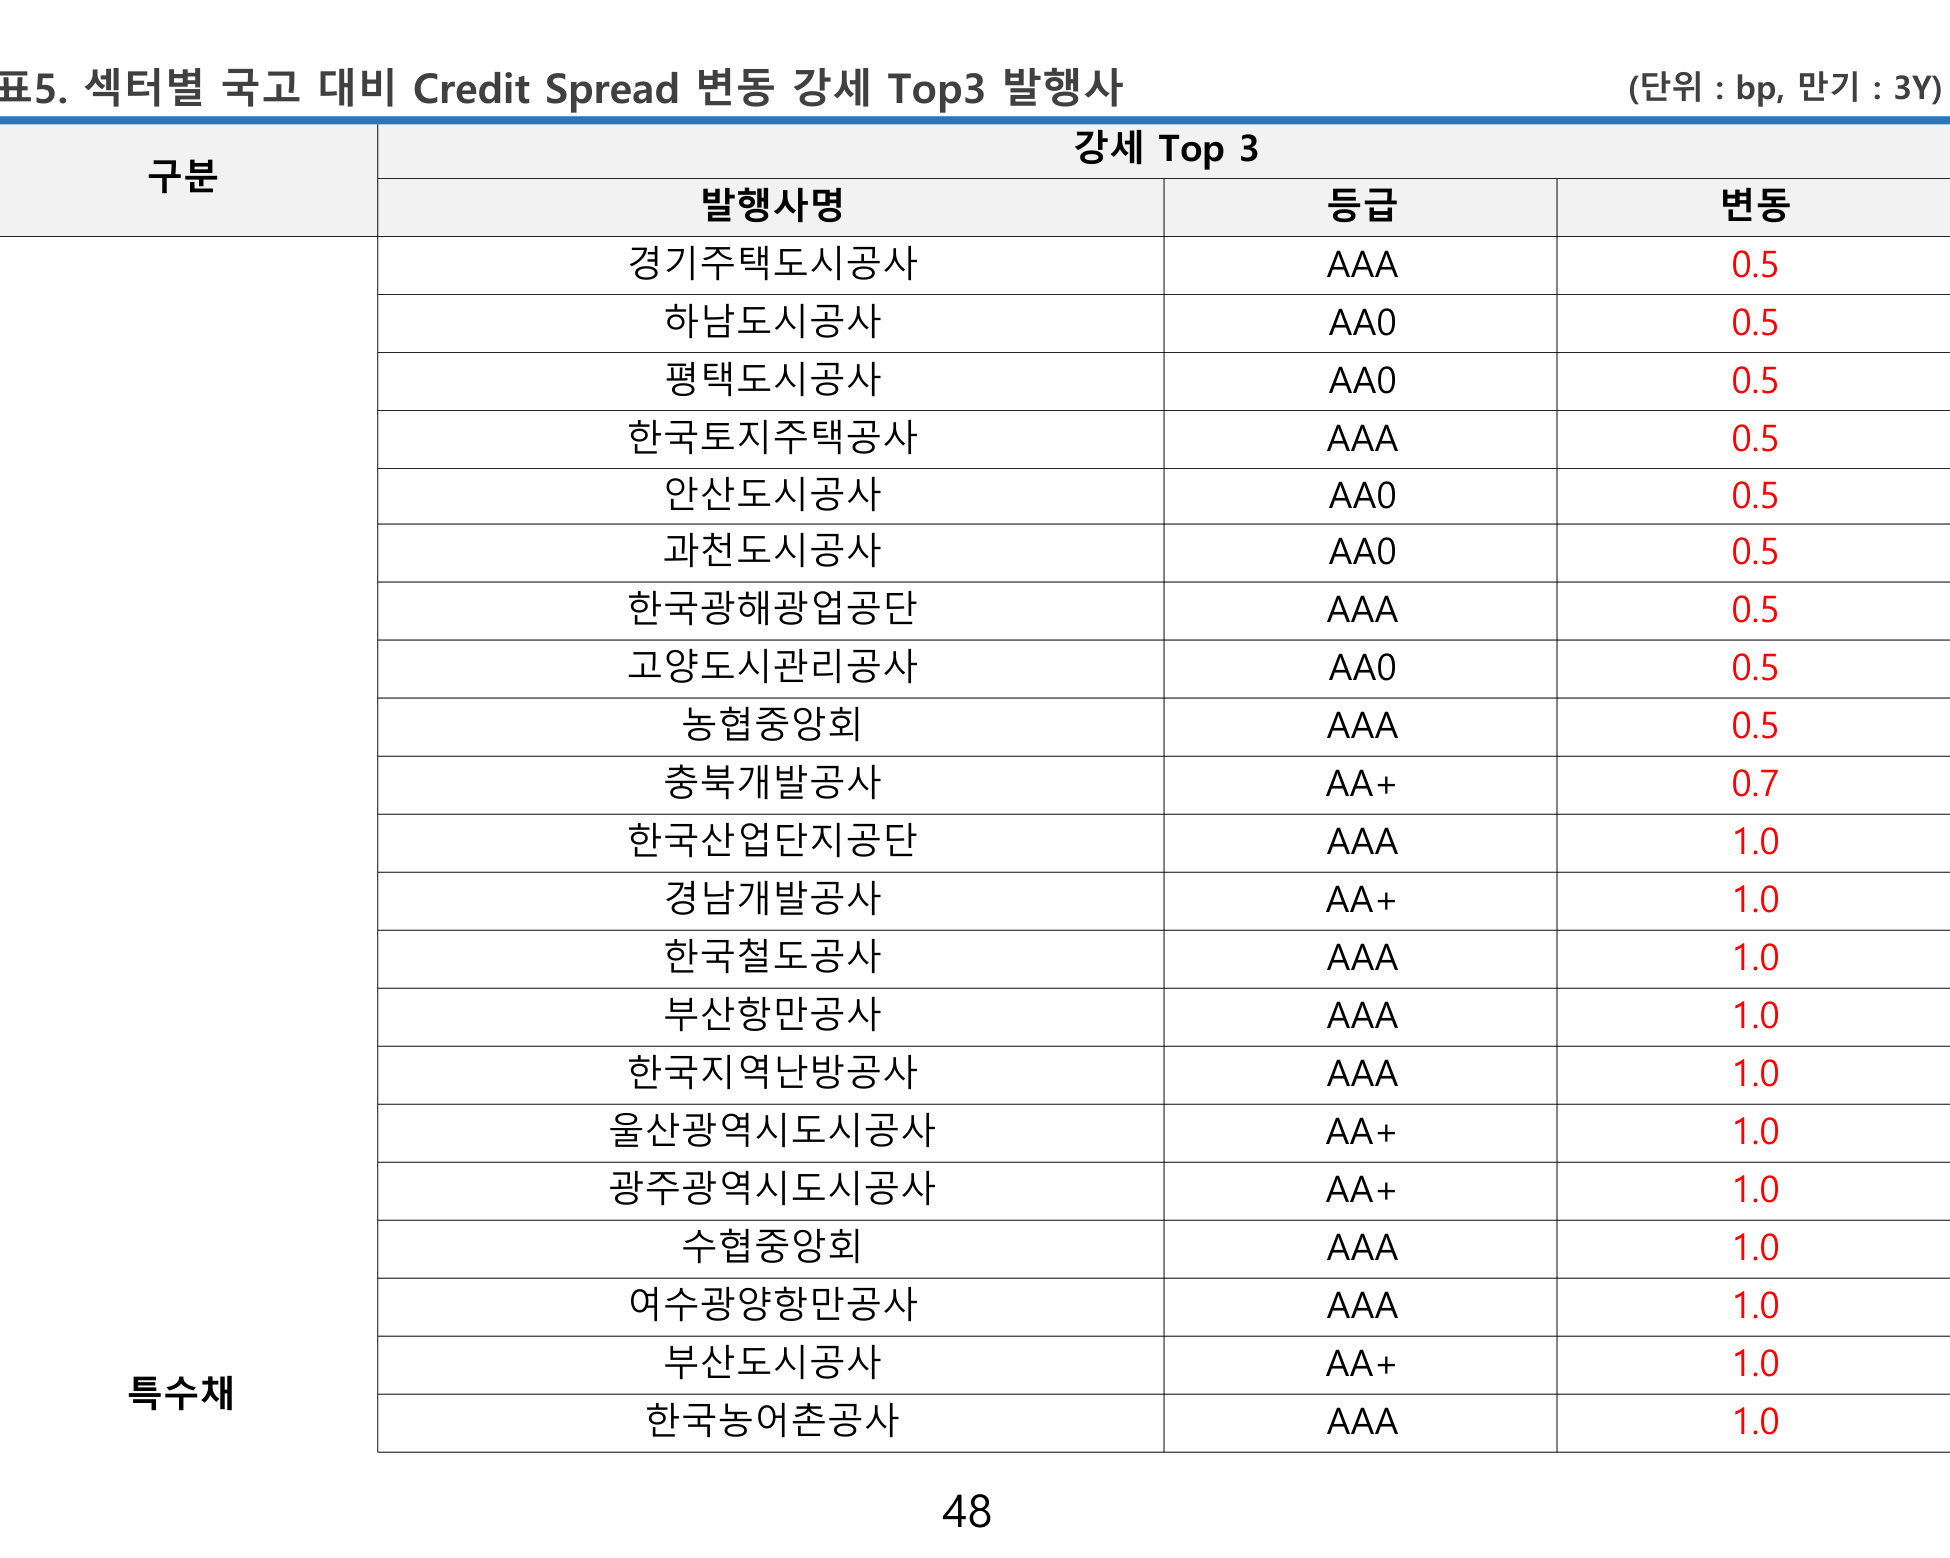 표5. 섹터별 국고 대비 Credit Spread 변동 강세 Top3 발행사 (단위 : bp, 만기 : 3Y)
구분 강세 Top 3
발행사명 등급 변동
경기주택도시공사 AAA 0.5
하남도시공사 AA0 0.5
평택도시공사 AA0 0.5
한국토지주택공사 AAA 0.5
안산도시공사 AA0 0.5
과천도시공사 AA0 0.5
한국광해광업공단 AAA 0.5
고양도시관리공사 AA0 0.5
농협중앙회 AAA 0.5
충북개발공사 AA+ 0.7
한국산업단지공단 AAA 1.0
경남개발공사 AA+ 1.0
한국철도공사 AAA 1.0
부산항만공사 AAA 1.0
한국지역난방공사 AAA 1.0
울산광역시도시공사 AA+ 1.0
광주광역시도시공사 AA+ 1.0
수협중앙회 AAA 1.0
여수광양항만공사 AAA 1.0
부산도시공사 AA+ 1.0
특수채 한국농어촌공사 AAA 1.0
48